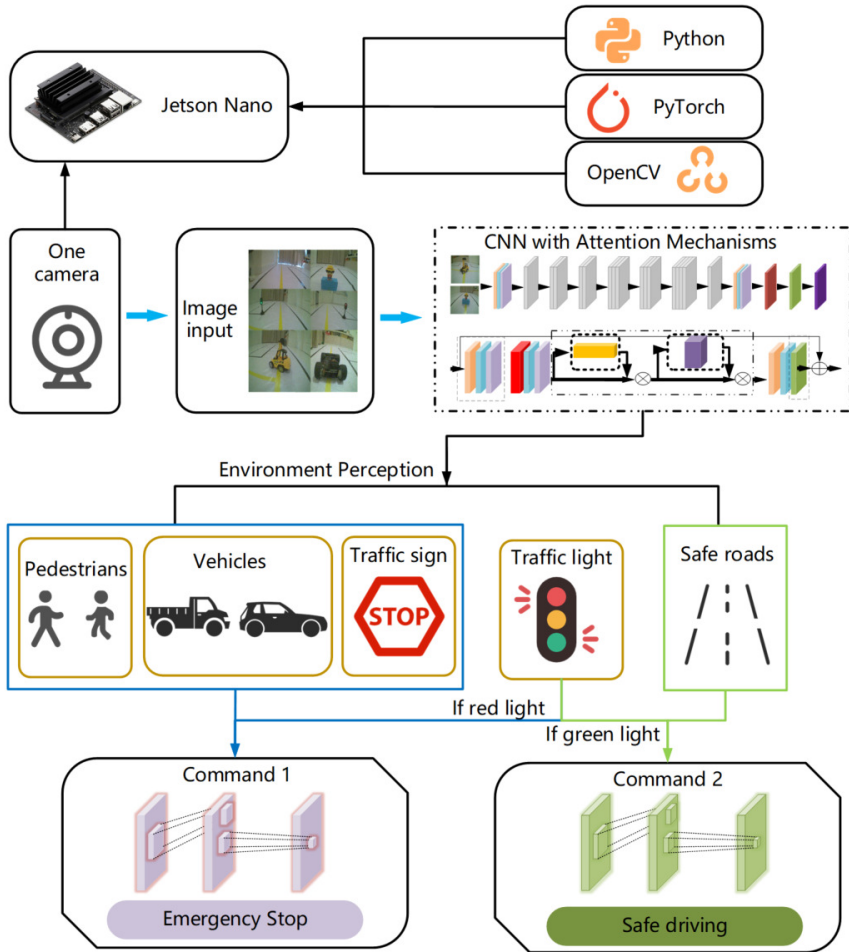 Python
Jetson Nano
PyTorch
OpenCV
One
camera
Image
input
CNN with Attention Mechanisms
Environment Perception
Pedestrians
Vehicles
Traffic sign
STOP
Traffic light
Safe roads
If red light
If green light
Command 1
Emergency Stop
Command 2
Safe driving